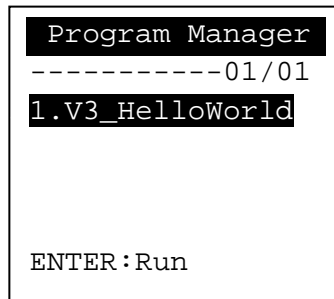 Program Manager
-----------01/01
1.V3_HelloWorld
ENTER:Run